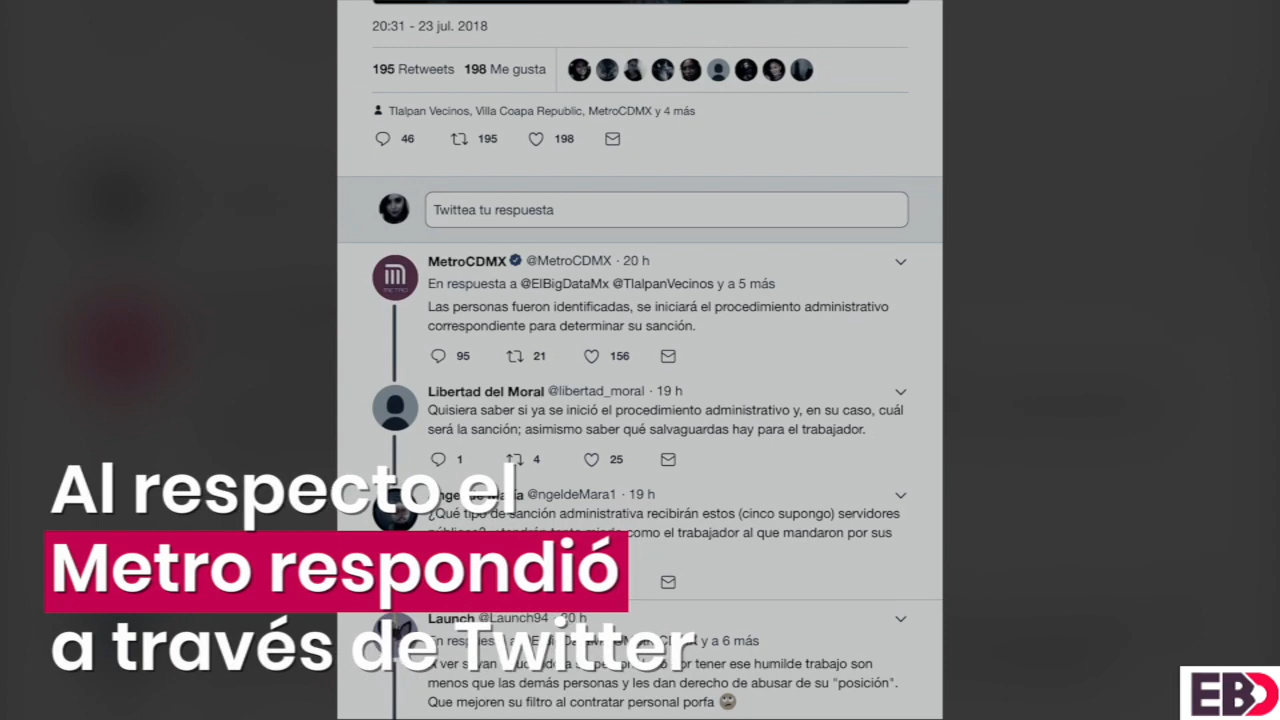 20:31 - 23 jul. 2018
195 Retweets 198 Me gusta
Tlalpan Vecinos, Villa Coapa Republic, MetroCDMX y 4 más
46 195 198
Twittea tu respuesta
MetroCDMX @MetroCDMX · 20 h
En respuesta a @ElBigDataMx @TlalpanVecinos y a 5 más
Las personas fueron identificadas, se iniciará el procedimiento administrativo
correspondiente para determinar su sanción.
95 21 156
METRO
Libertad del Moral @libertad_moral · 19 h
Quisiera saber si ya se inició el procedimiento administrativo y, en su caso, cuál
será la sanción; asimismo saber qué salvaguardas hay para el trabajador.
1 4 25
@ngeldeMara1 · 19 h
¿Qué tipo de sanción administrativa recibirán estos (cinco supongo) servidores
como el trabajador al que mandaron por sus
Launch @Launch94 · 20 h
y a 6 más
tener ese humilde trabajo son
menos que las demás personas y les dan derecho de abusar de su "posición".
Que mejoren su filtro al contratar personal porfa
Al respecto el
Metro respondió
a través de Twitter
EBD